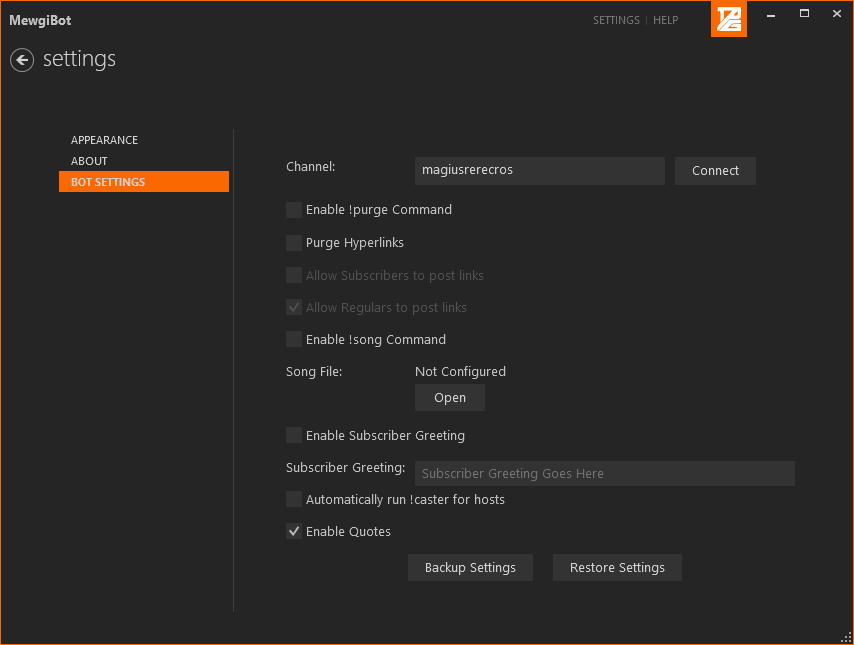 MewgiBot
SETTINGS | HELP
settings
APPEARANCE
ABOUT
BOT SETTINGS
Channel:
magiusrerecros
Connect
Enable !purge Command
Purge Hyperlinks
Allow Subscribers to post links
Allow Regulars to post links
Enable !song Command
Song File:
Not Configured
Open
Enable Subscriber Greeting
Subscriber Greeting:
Subscriber Greeting Goes Here
Automatically run !caster for hosts
Enable Quotes
Backup Settings
Restore Settings